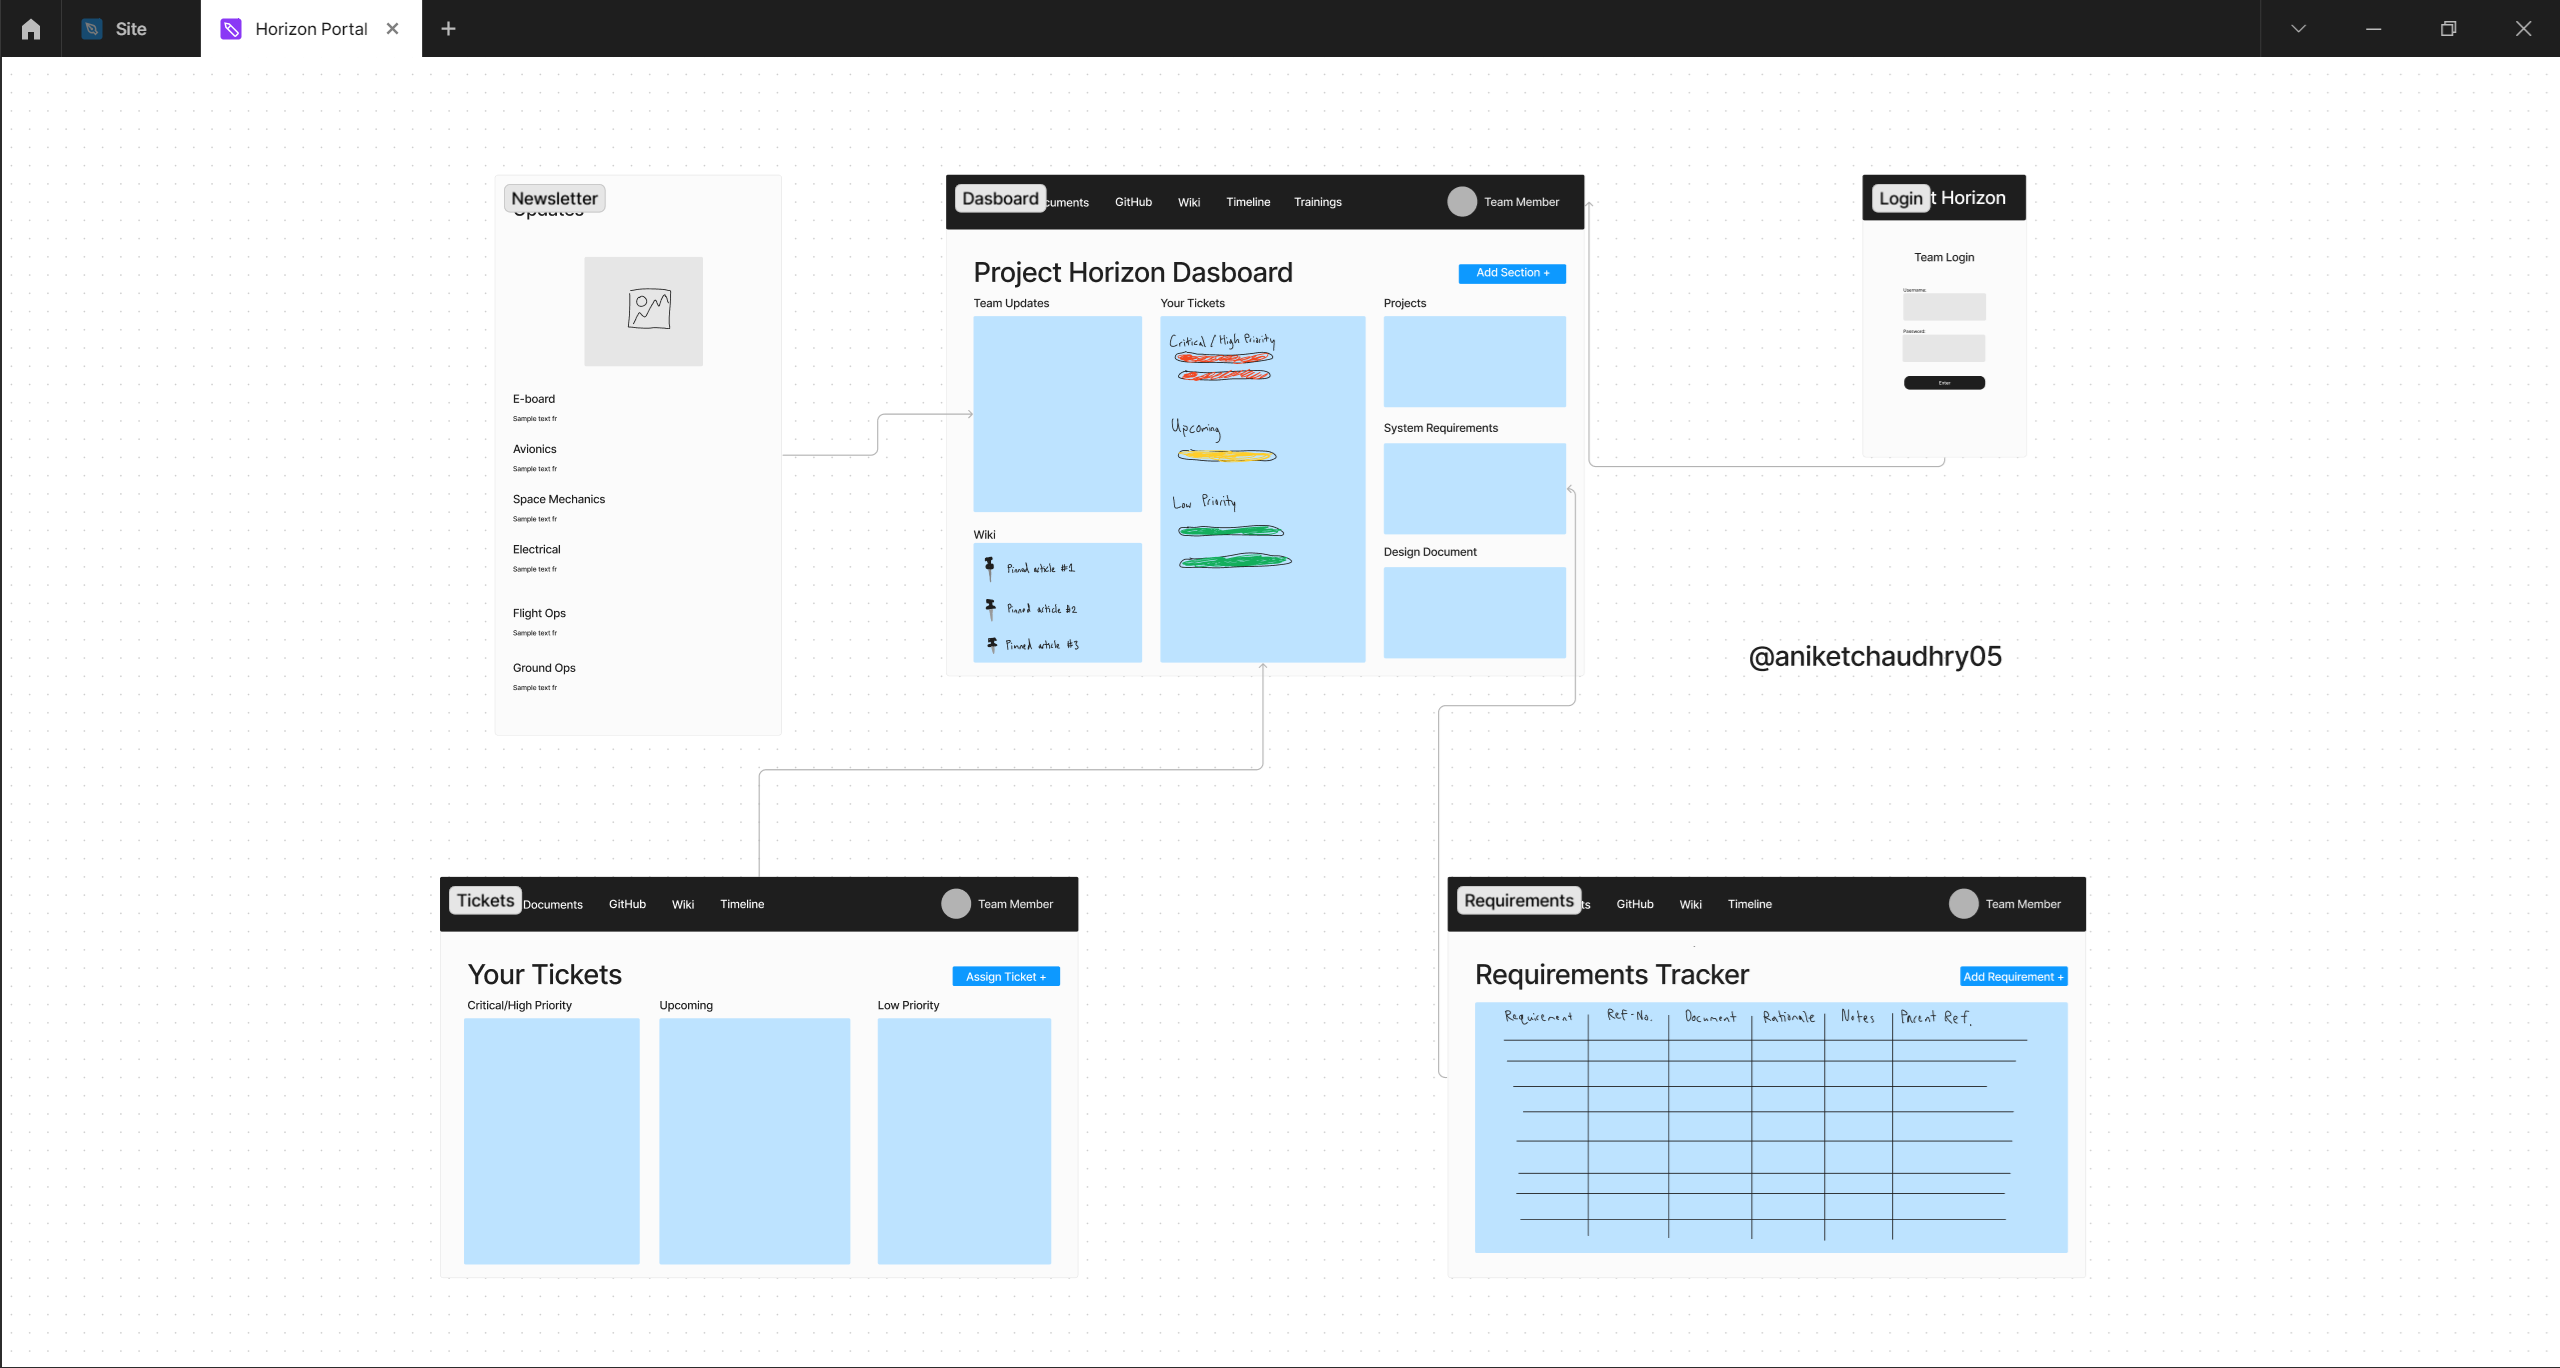 Site
Horizon Portal
Newsletter
Updates
E-board
Sample text fr
Avionics
Sample text fr
Space Mechanics
Sample text fr
Electrical
Sample text fr
Flight Ops
Sample text fr
Ground Ops
Sample text fr
Dasboard
cuments GitHub Wiki Timeline Trainings Team Member
Project Horizon Dasboard
Add Section +
Team Updates
Your Tickets
Critical / High Priority
Upcoming
Low Priority
Projects
System Requirements
Design Document
Wiki
Pinned article #1
Pinned article #2
Pinned article #3
Login
t Horizon
Team Login
Username:
Password:
Enter
@aniketchaudhry05
Tickets
Documents GitHub Wiki Timeline Team Member
Your Tickets
Assign Ticket +
Critical/High Priority Upcoming Low Priority
Requirements
ts GitHub Wiki Timeline Team Member
Requirements Tracker
Add Requirement +
Requirement Ref-No. Document Rationale Notes Parent Ref.